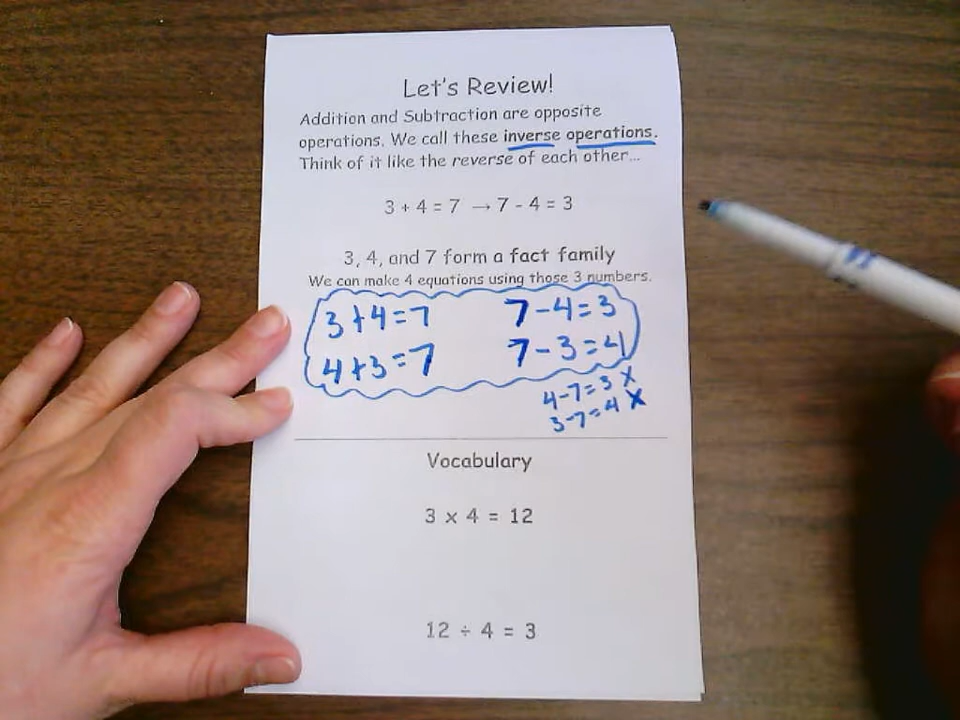 Let's Review!
Addition and Subtraction are opposite
operations. We call these inverse operations.
Think of it like the reverse of each other...
3 + 4 = 7 → 7 - 4 = 3
3, 4, and 7 form a fact family
We can make 4 equations using those 3 numbers.
3+4=7 7-4=3
4+3=7 7-3=4
4-7=3 X
3-7=4 X
Vocabulary
3 x 4 = 12
12 ÷ 4 = 3